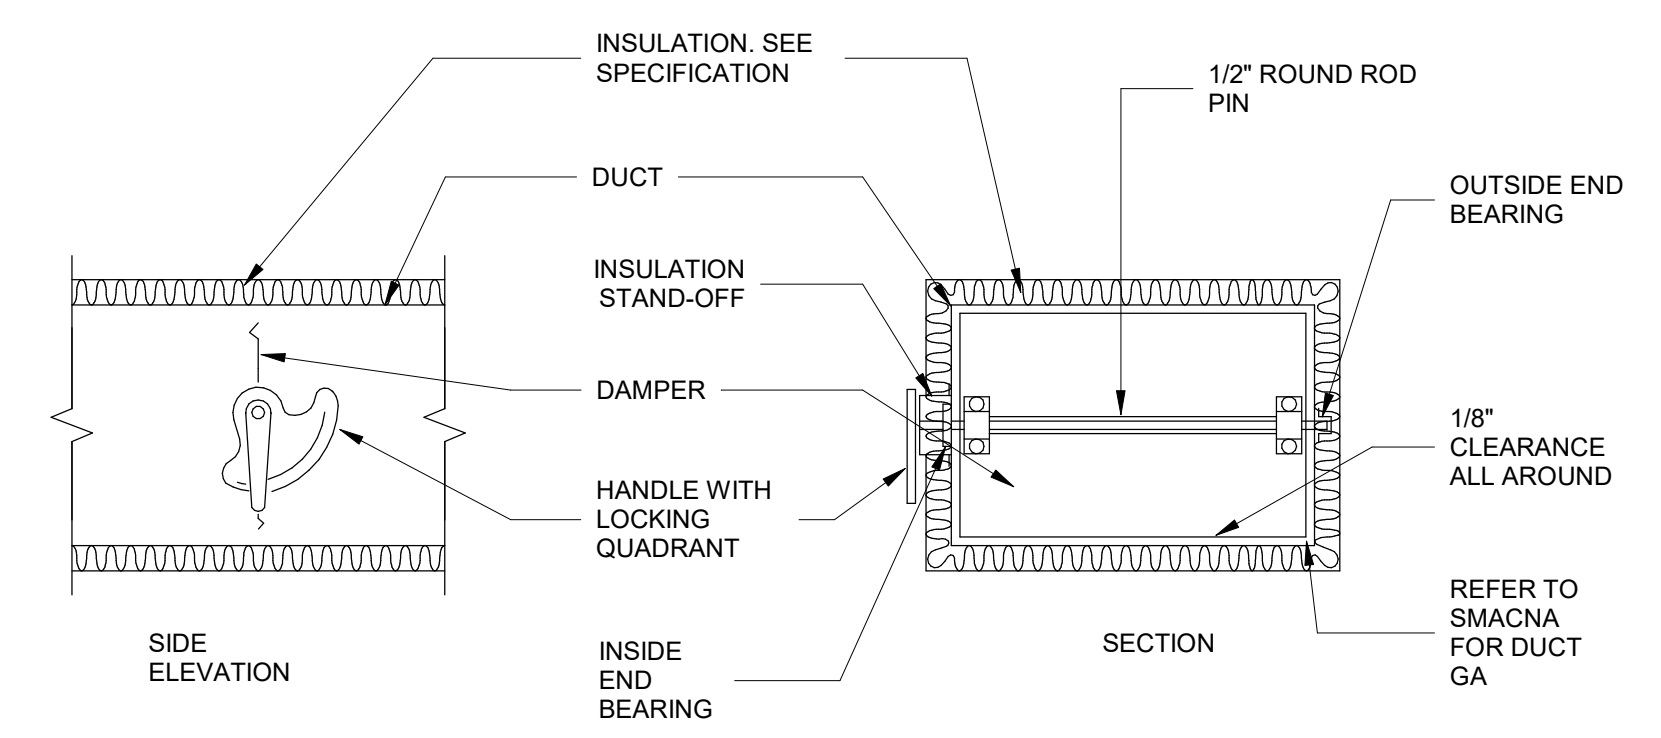 INSULATION. SEE
SPECIFICATION
1/2" ROUND ROD
PIN
DUCT
OUTSIDE END
BEARING
INSULATION
STAND-OFF
DAMPER
1/8"
CLEARANCE
ALL AROUND
HANDLE WITH
LOCKING
QUADRANT
REFER TO
SMACNA
FOR DUCT
GA
SIDE
ELEVATION
INSIDE
END
BEARING
SECTION